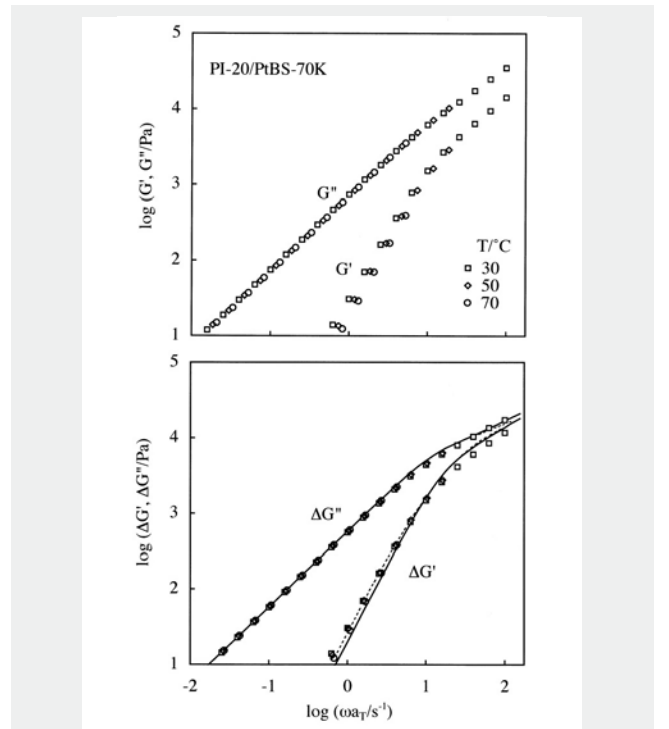 5
PI-20/PtBS-70K
4
log (G', G"/Pa)
3
G"
2
G'
T/°C
30
50
70
1
5
4
log (ΔG', ΔG"/Pa)
3
ΔG"
2
ΔG'
1
-2 -1 0 1 2
log (ωa_T/s⁻¹)